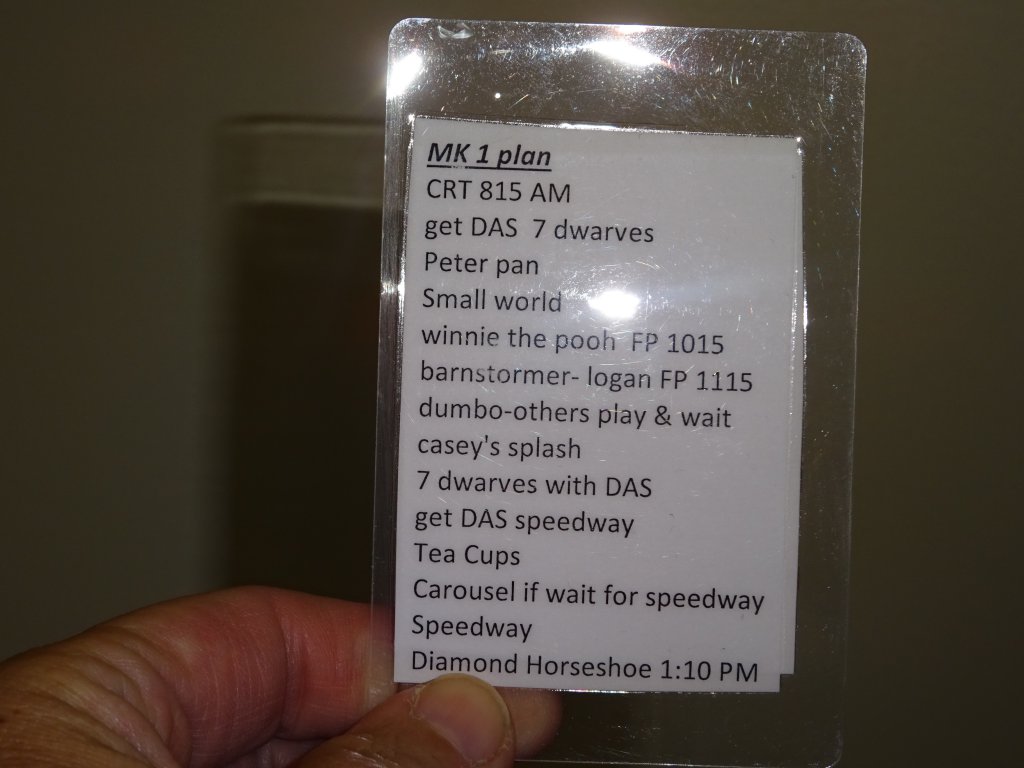 MK 1 plan
CRT 815 AM
get DAS  7 dwarves
Peter pan
Small world
winnie the pooh  FP 1015
barnstormer- logan FP 1115
dumbo-others play & wait
casey's splash
7 dwarves with DAS
get DAS speedway
Tea Cups
Carousel if wait for speedway
Speedway
Diamond Horseshoe 1:10 PM